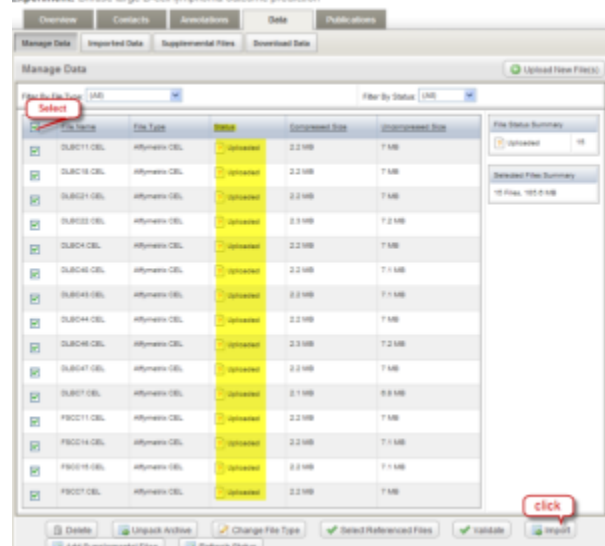 Overview Contacts Annotations Data Publications
Manage Data Imported Data Supplemental Files Download Data
Manage Data Upload New File(s)
Filter By File Type: (All) Filter By Status: (All)
Select
File Name File Type Status Compressed Size Uncompressed Size
File Status Summary
Uploaded 15
Selected Files Summary
DLBC11.CEL Affymetrix CEL Uploaded 2.2 MB 7 MB
DLBC18.CEL Affymetrix CEL Uploaded 2.2 MB 7 MB
DLBC21.CEL Affymetrix CEL Uploaded 2.2 MB 7 MB
DLBC22.CEL Affymetrix CEL Uploaded 2.3 MB 7.2 MB
DLBC4.CEL Affymetrix CEL Uploaded 2.2 MB 7 MB
DLBC40.CEL Affymetrix CEL Uploaded 2.2 MB 7.1 MB
DLBC43.CEL Affymetrix CEL Uploaded 2.2 MB 7.1 MB
DLBC44.CEL Affymetrix CEL Uploaded 2.2 MB 7 MB
DLBC46.CEL Affymetrix CEL Uploaded 2.3 MB 7.2 MB
DLBC47.CEL Affymetrix CEL Uploaded 2.2 MB 7 MB
DLBC7.CEL Affymetrix CEL Uploaded 2.1 MB 6.8 MB
FSCC11.CEL Affymetrix CEL Uploaded 2.2 MB 7 MB
FSCC14.CEL Affymetrix CEL Uploaded 2.2 MB 7.1 MB
FSCC15.CEL Affymetrix CEL Uploaded 2.2 MB 7.1 MB
FSCC7.CEL Affymetrix CEL Uploaded 2.2 MB 7 MB
click
Delete Unpack Archive Change File Type Select Referenced Files Validate Import